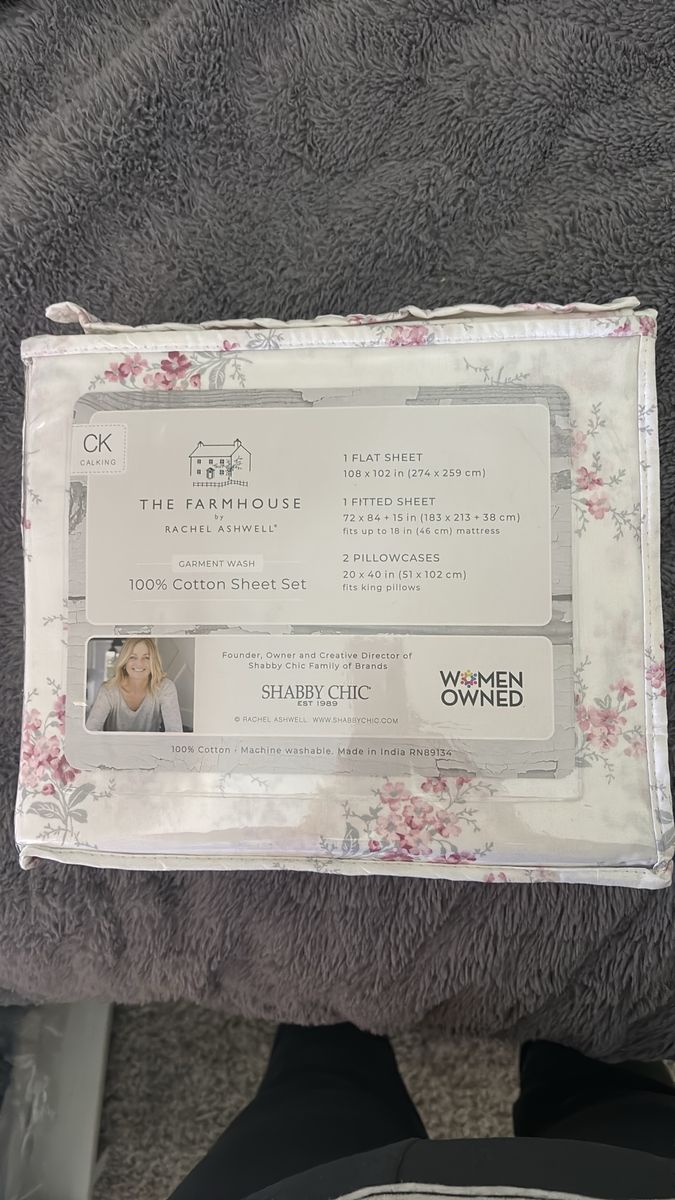 CK
CALKING
THE FARMHOUSE
by
RACHEL ASHWELL®
GARMENT WASH
100% Cotton Sheet Set
1 FLAT SHEET
108 x 102 in (274 x 259 cm)
1 FITTED SHEET
72 x 84 + 15 in (183 x 213 + 38 cm)
fits up to 18 in (46 cm) mattress
2 PILLOWCASES
20 x 40 in (51 x 102 cm)
fits king pillows
Founder, Owner and Creative Director of
Shabby Chic Family of Brands
SHABBY CHIC®
EST 1989
© RACHEL ASHWELL. WWW.SHABBYCHIC.COM
WOMEN
OWNED
100% Cotton • Machine washable. Made in India RN89134